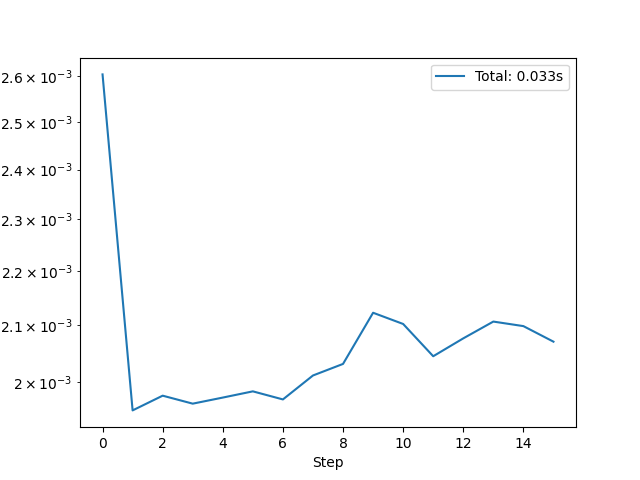 Total: 0.033s
2.6 × 10⁻³
2.5 × 10⁻³
2.4 × 10⁻³
2.3 × 10⁻³
2.2 × 10⁻³
2.1 × 10⁻³
2 × 10⁻³
0 2 4 6 8 10 12 14
Step